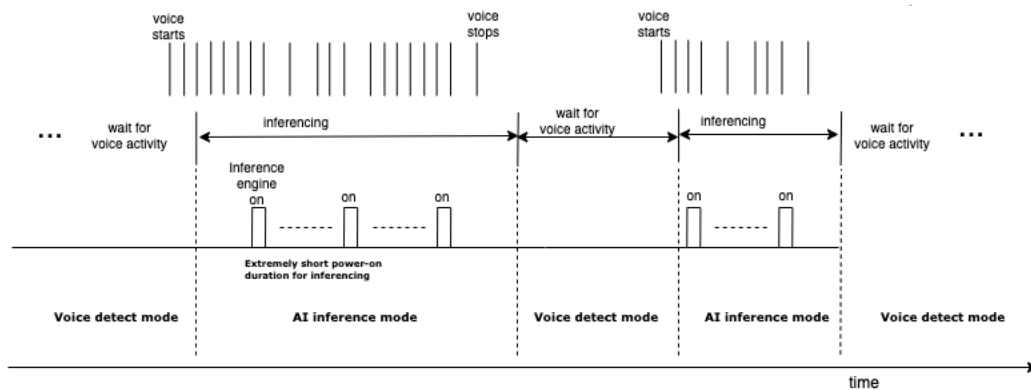 voice
starts
voice
stops
voice
starts
...
wait for
voice activity
inferencing
wait for
voice activity
inferencing
wait for
voice activity
...
Inference
engine
on
on
on
on
on
Extremely short power-on
duration for inferencing
Voice detect mode
AI inference mode
Voice detect mode
AI inference mode
Voice detect mode
time